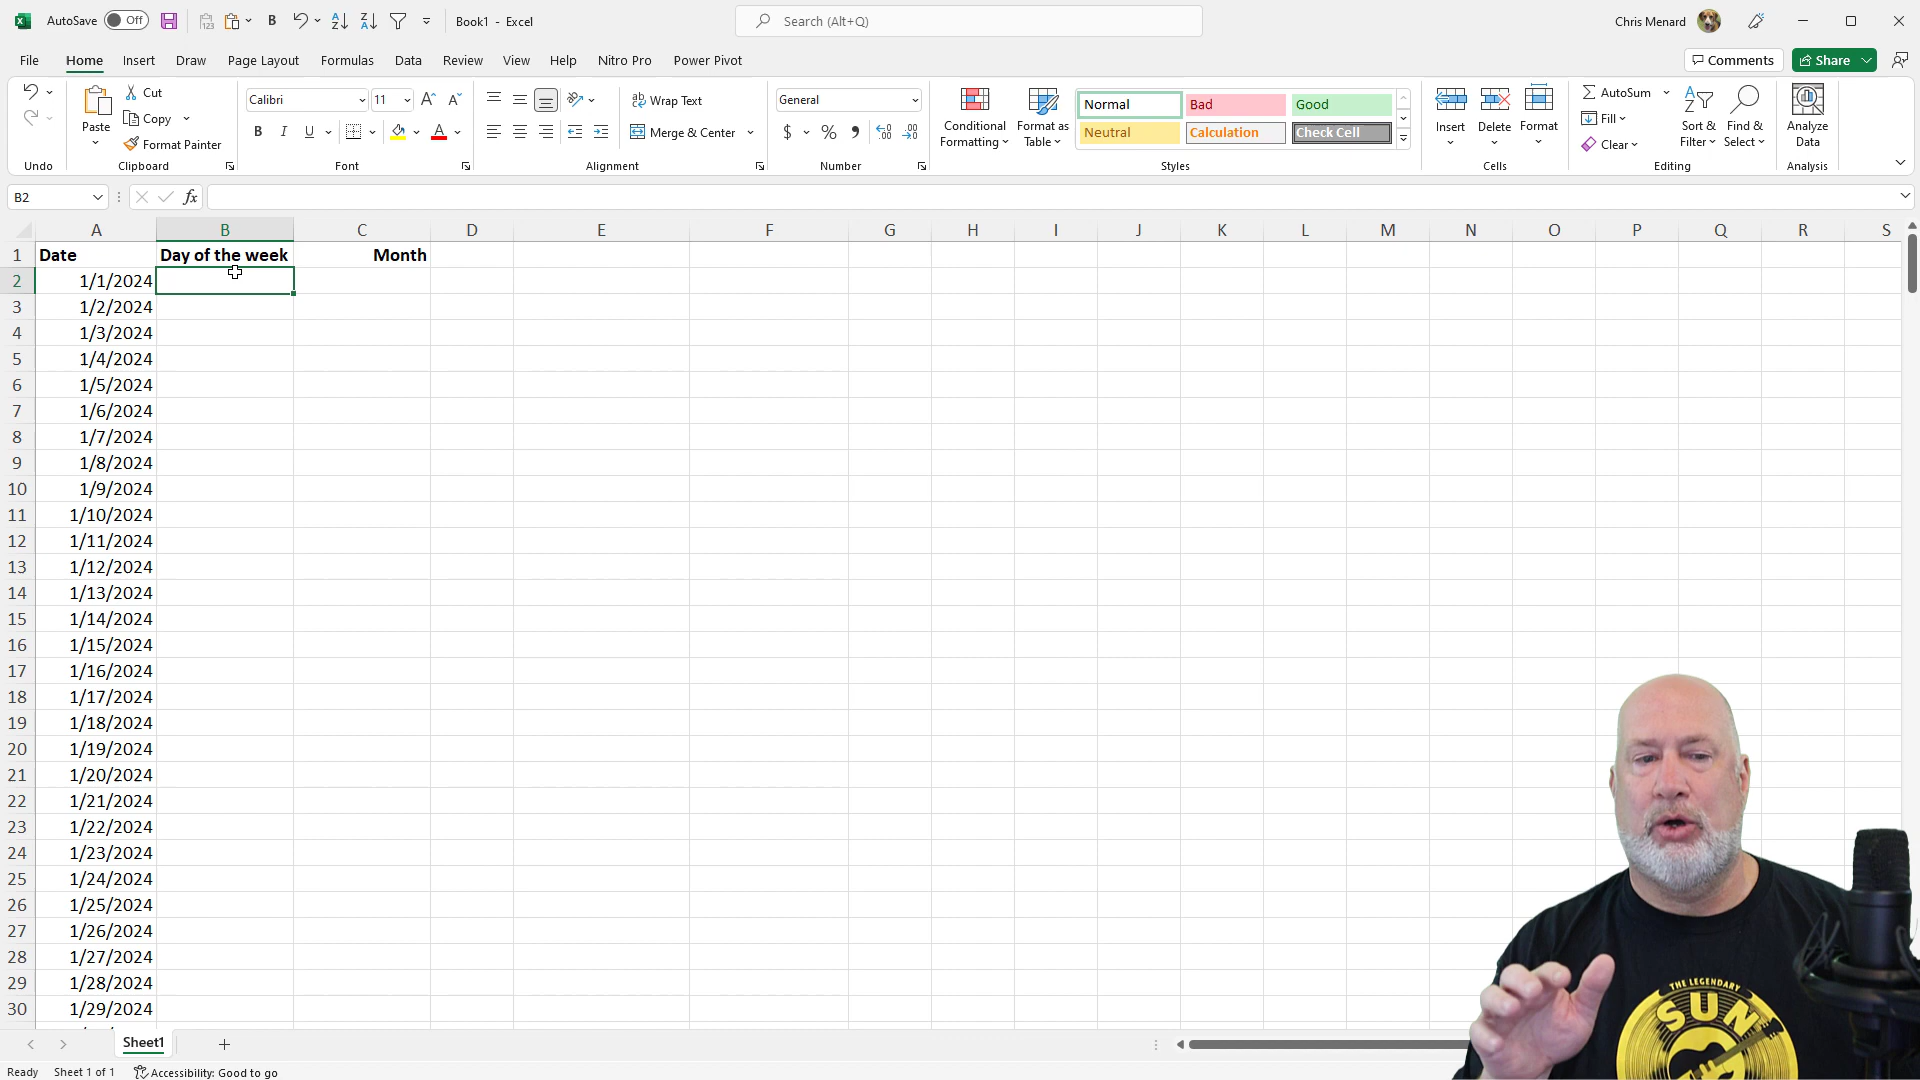 AutoSave Off B Book1 - Excel Search (Alt+Q) Chris Menard
File Home Insert Draw Page Layout Formulas Data Review View Help Nitro Pro Power Pivot Comments Share
Paste
Cut
Copy
Format Painter
Calibri 11
B I U A
Wrap Text
Merge & Center
General
$ % 9
Conditional Formatting
Format as Table
Normal Bad Good
Neutral Calculation Check Cell
Insert Delete Format
AutoSum
Fill
Clear
Sort & Filter
Find & Select
Analyze Data
Undo Clipboard Font Alignment Number Styles Cells Editing Analysis
B2 fx
A B C D E F G H I J K L M N O P Q R S
1 Date Day of the week Month
2 1/1/2024
3 1/2/2024
4 1/3/2024
5 1/4/2024
6 1/5/2024
7 1/6/2024
8 1/7/2024
9 1/8/2024
10 1/9/2024
11 1/10/2024
12 1/11/2024
13 1/12/2024
14 1/13/2024
15 1/14/2024
16 1/15/2024
17 1/16/2024
18 1/17/2024
19 1/18/2024
20 1/19/2024
21 1/20/2024
22 1/21/2024
23 1/22/2024
24 1/23/2024
25 1/24/2024
26 1/25/2024
27 1/26/2024
28 1/27/2024
29 1/28/2024
30 1/29/2024
THE LEGENDARY
SUN
Sheet1
Ready Sheet 1 of 1 Accessibility: Good to go